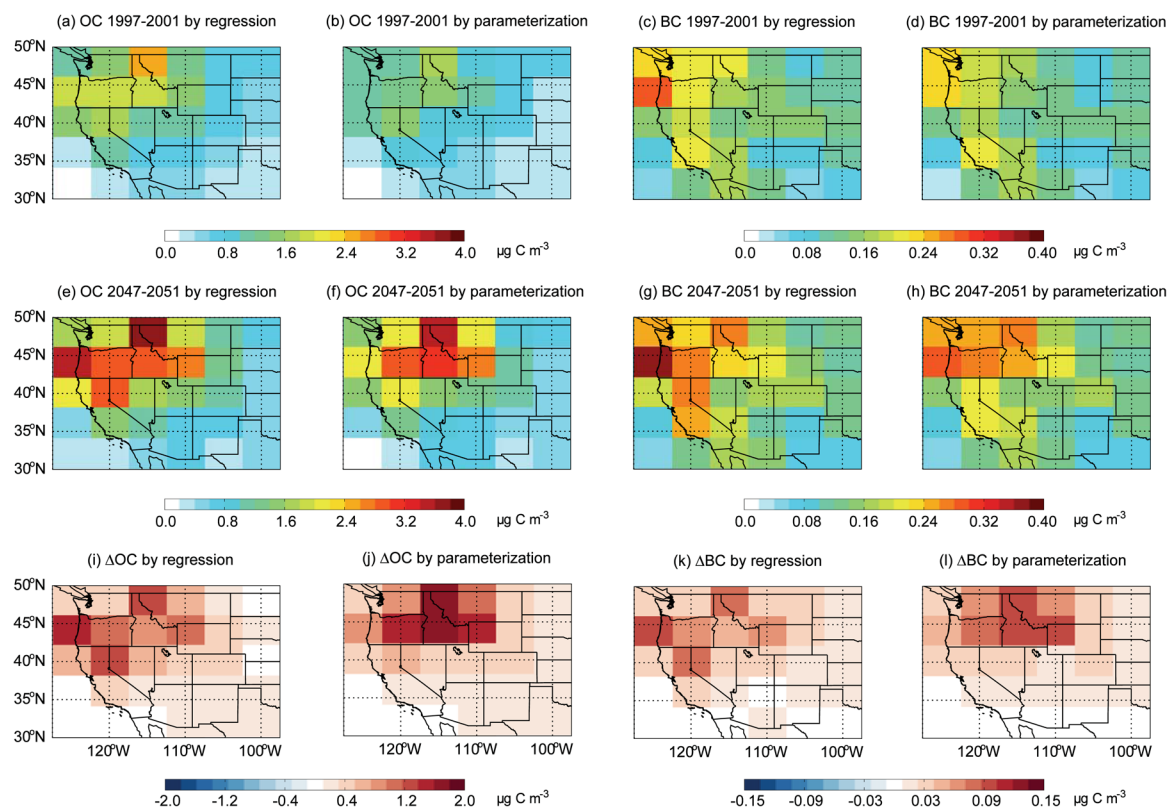 (a) OC 1997-2001 by regression
(b) OC 1997-2001 by parameterization
(c) BC 1997-2001 by regression
(d) BC 1997-2001 by parameterization
50°N
45°N
40°N
35°N
30°N
0.0 0.8 1.6 2.4 3.2 4.0 µg C m⁻³
0.0 0.08 0.16 0.24 0.32 0.40 µg C m⁻³
(e) OC 2047-2051 by regression
(f) OC 2047-2051 by parameterization
(g) BC 2047-2051 by regression
(h) BC 2047-2051 by parameterization
50°N
45°N
40°N
35°N
30°N
0.0 0.8 1.6 2.4 3.2 4.0 µg C m⁻³
0.0 0.08 0.16 0.24 0.32 0.40 µg C m⁻³
(i) ΔOC by regression
(j) ΔOC by parameterization
(k) ΔBC by regression
(l) ΔBC by parameterization
50°N
45°N
40°N
35°N
30°N
120°W 110°W 100°W
120°W 110°W 100°W
120°W 110°W 100°W
120°W 110°W 100°W
-2.0 -1.2 -0.4 0.4 1.2 2.0 µg C m⁻³
-0.15 -0.09 -0.03 0.03 0.09 0.15 µg C m⁻³